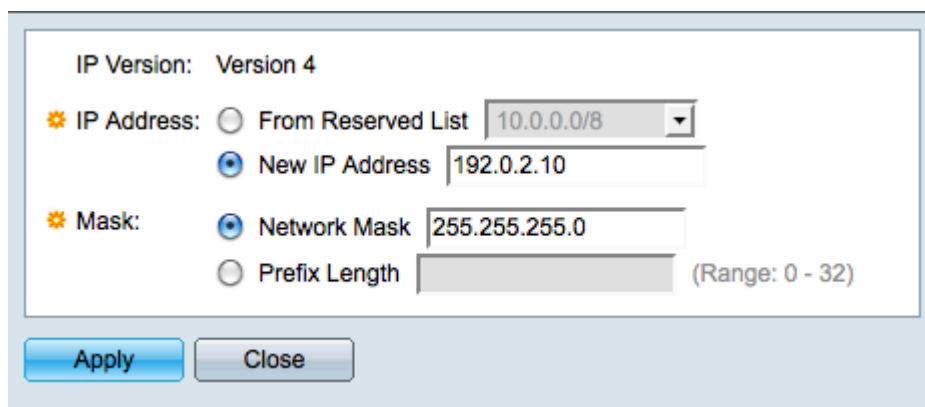 IP Version: Version 4
IP Address: From Reserved List 10.0.0.0/8
New IP Address 192.0.2.10
Mask: Network Mask 255.255.255.0
Prefix Length (Range: 0 - 32)
Apply Close